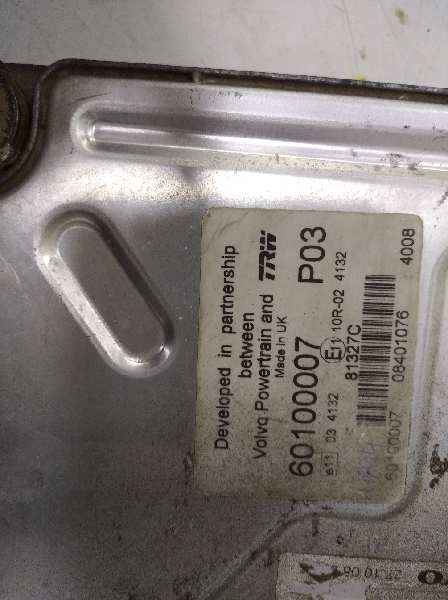 Developed in partnership
between
Volvo Powertrain and TRW
Made in UK
60100007 P03
e11 03 4132 E11 10R-02 4132
81327C
60100007 08401076 4008